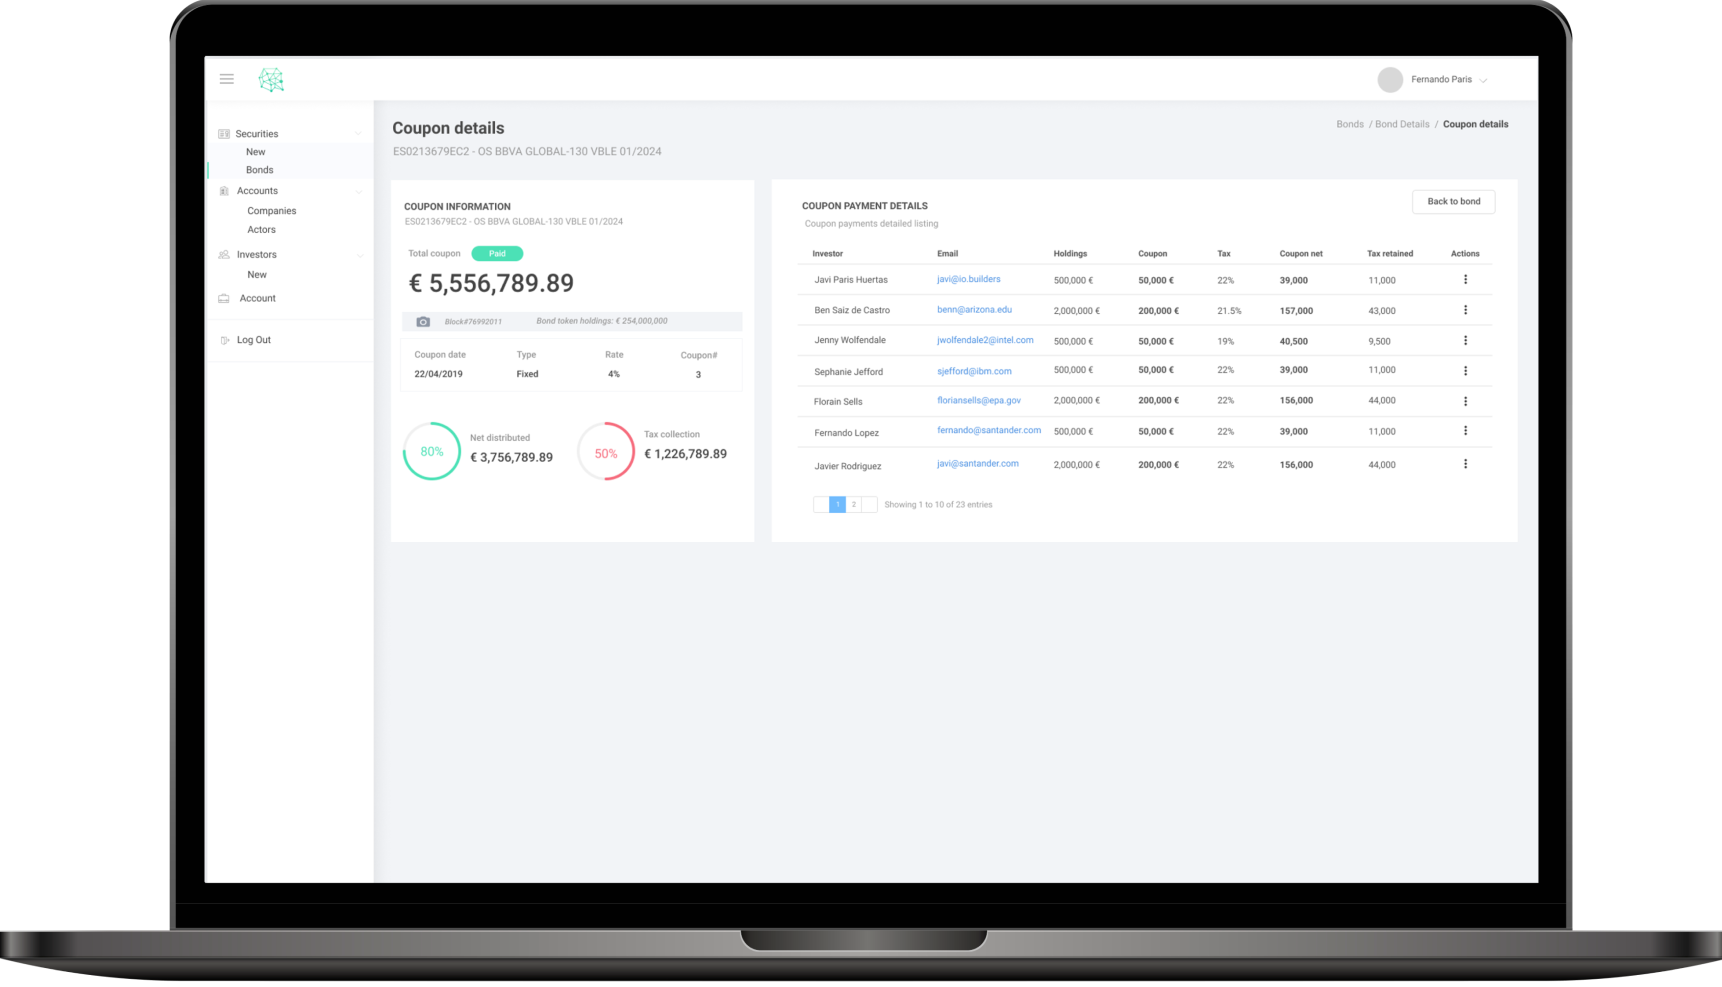 Fernando Paris
Securities
New
Bonds
Accounts
Companies
Actors
Investors
New
Account
Log Out
Coupon details
ES0213679EC2 - OS BBVA GLOBAL-130 VBLE 01/2024
Bonds / Bond Details / Coupon details
COUPON INFORMATION
ES0213679EC2 - OS BBVA GLOBAL-130 VBLE 01/2024
Total coupon Paid
€ 5,556,789.89
Block#76992011 Bond token holdings: € 254,000,000
Coupon date Type Rate Coupon#
22/04/2019 Fixed 4% 3
80% Net distributed € 3,756,789.89
50% Tax collection € 1,226,789.89
COUPON PAYMENT DETAILS
Coupon payments detailed listing
Back to bond
Investor Email Holdings Coupon Tax Coupon net Tax retained Actions
Javi Paris Huertas javi@io.builders 500,000 € 50,000 € 22% 39,000 11,000
Ben Saiz de Castro benn@arizona.edu 2,000,000 € 200,000 € 21.5% 157,000 43,000
Jenny Wolfendale jwolfendale2@intel.com 500,000 € 50,000 € 19% 40,500 9,500
Sephanie Jefford sjefford@ibm.com 500,000 € 50,000 € 22% 39,000 11,000
Florain Sells floriansells@epa.gov 2,000,000 € 200,000 € 22% 156,000 44,000
Fernando Lopez fernando@santander.com 500,000 € 50,000 € 22% 39,000 11,000
Javier Rodriguez javi@santander.com 2,000,000 € 200,000 € 22% 156,000 44,000
1 2 Showing 1 to 10 of 23 entries